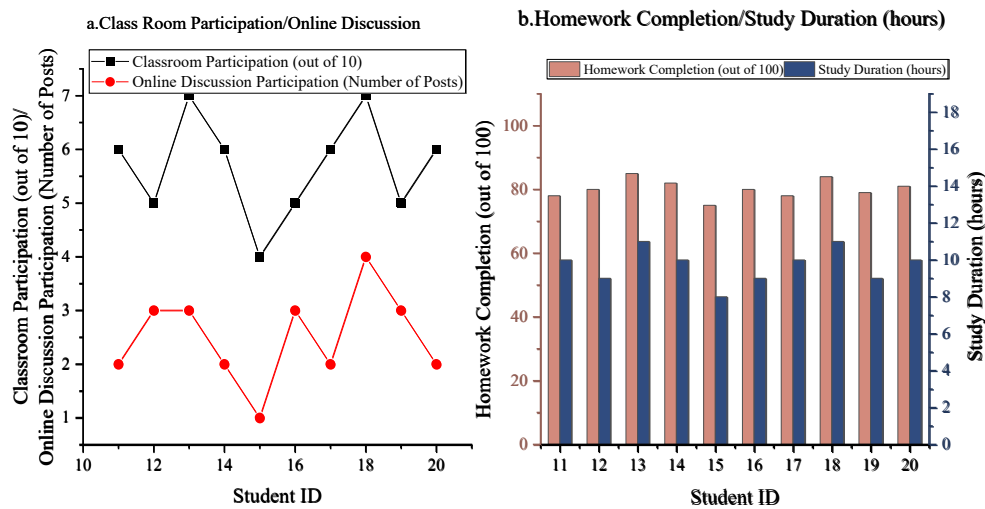 a.Class Room Participation/Online Discussion
Classroom Participation (out of 10)
Online Discussion Participation (Number of Posts)
Classroom Participation (out of 10)/
Online Discussion Participation (Number of Posts)
7
6
5
4
3
2
1
10 12 14 16 18 20
Student ID
b.Homework Completion/Study Duration (hours)
Homework Completion (out of 100)
Study Duration (hours)
Homework Completion (out of 100)
100
80
60
40
20
0
18
16
14
12
10
8
6
4
2
0
Study Duration (hours)
11 12 13 14 15 16 17 18 19 20
Student ID